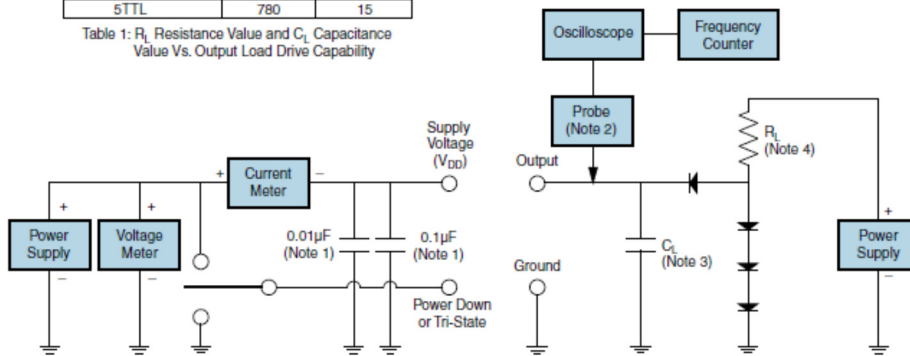 5TTL 780 15
Table 1: RL Resistance Value and CL Capacitance
Value Vs. Output Load Drive Capability
Oscilloscope
Frequency
Counter
Probe
(Note 2)
RL
(Note 4)
Supply
Voltage
(VDD)
Output
+
Current
Meter
–
+
Power
Supply
–
+
Voltage
Meter
–
0.01µF
(Note 1)
0.1µF
(Note 1)
CL
(Note 3)
+
Power
Supply
–
Ground
Power Down
or Tri-State